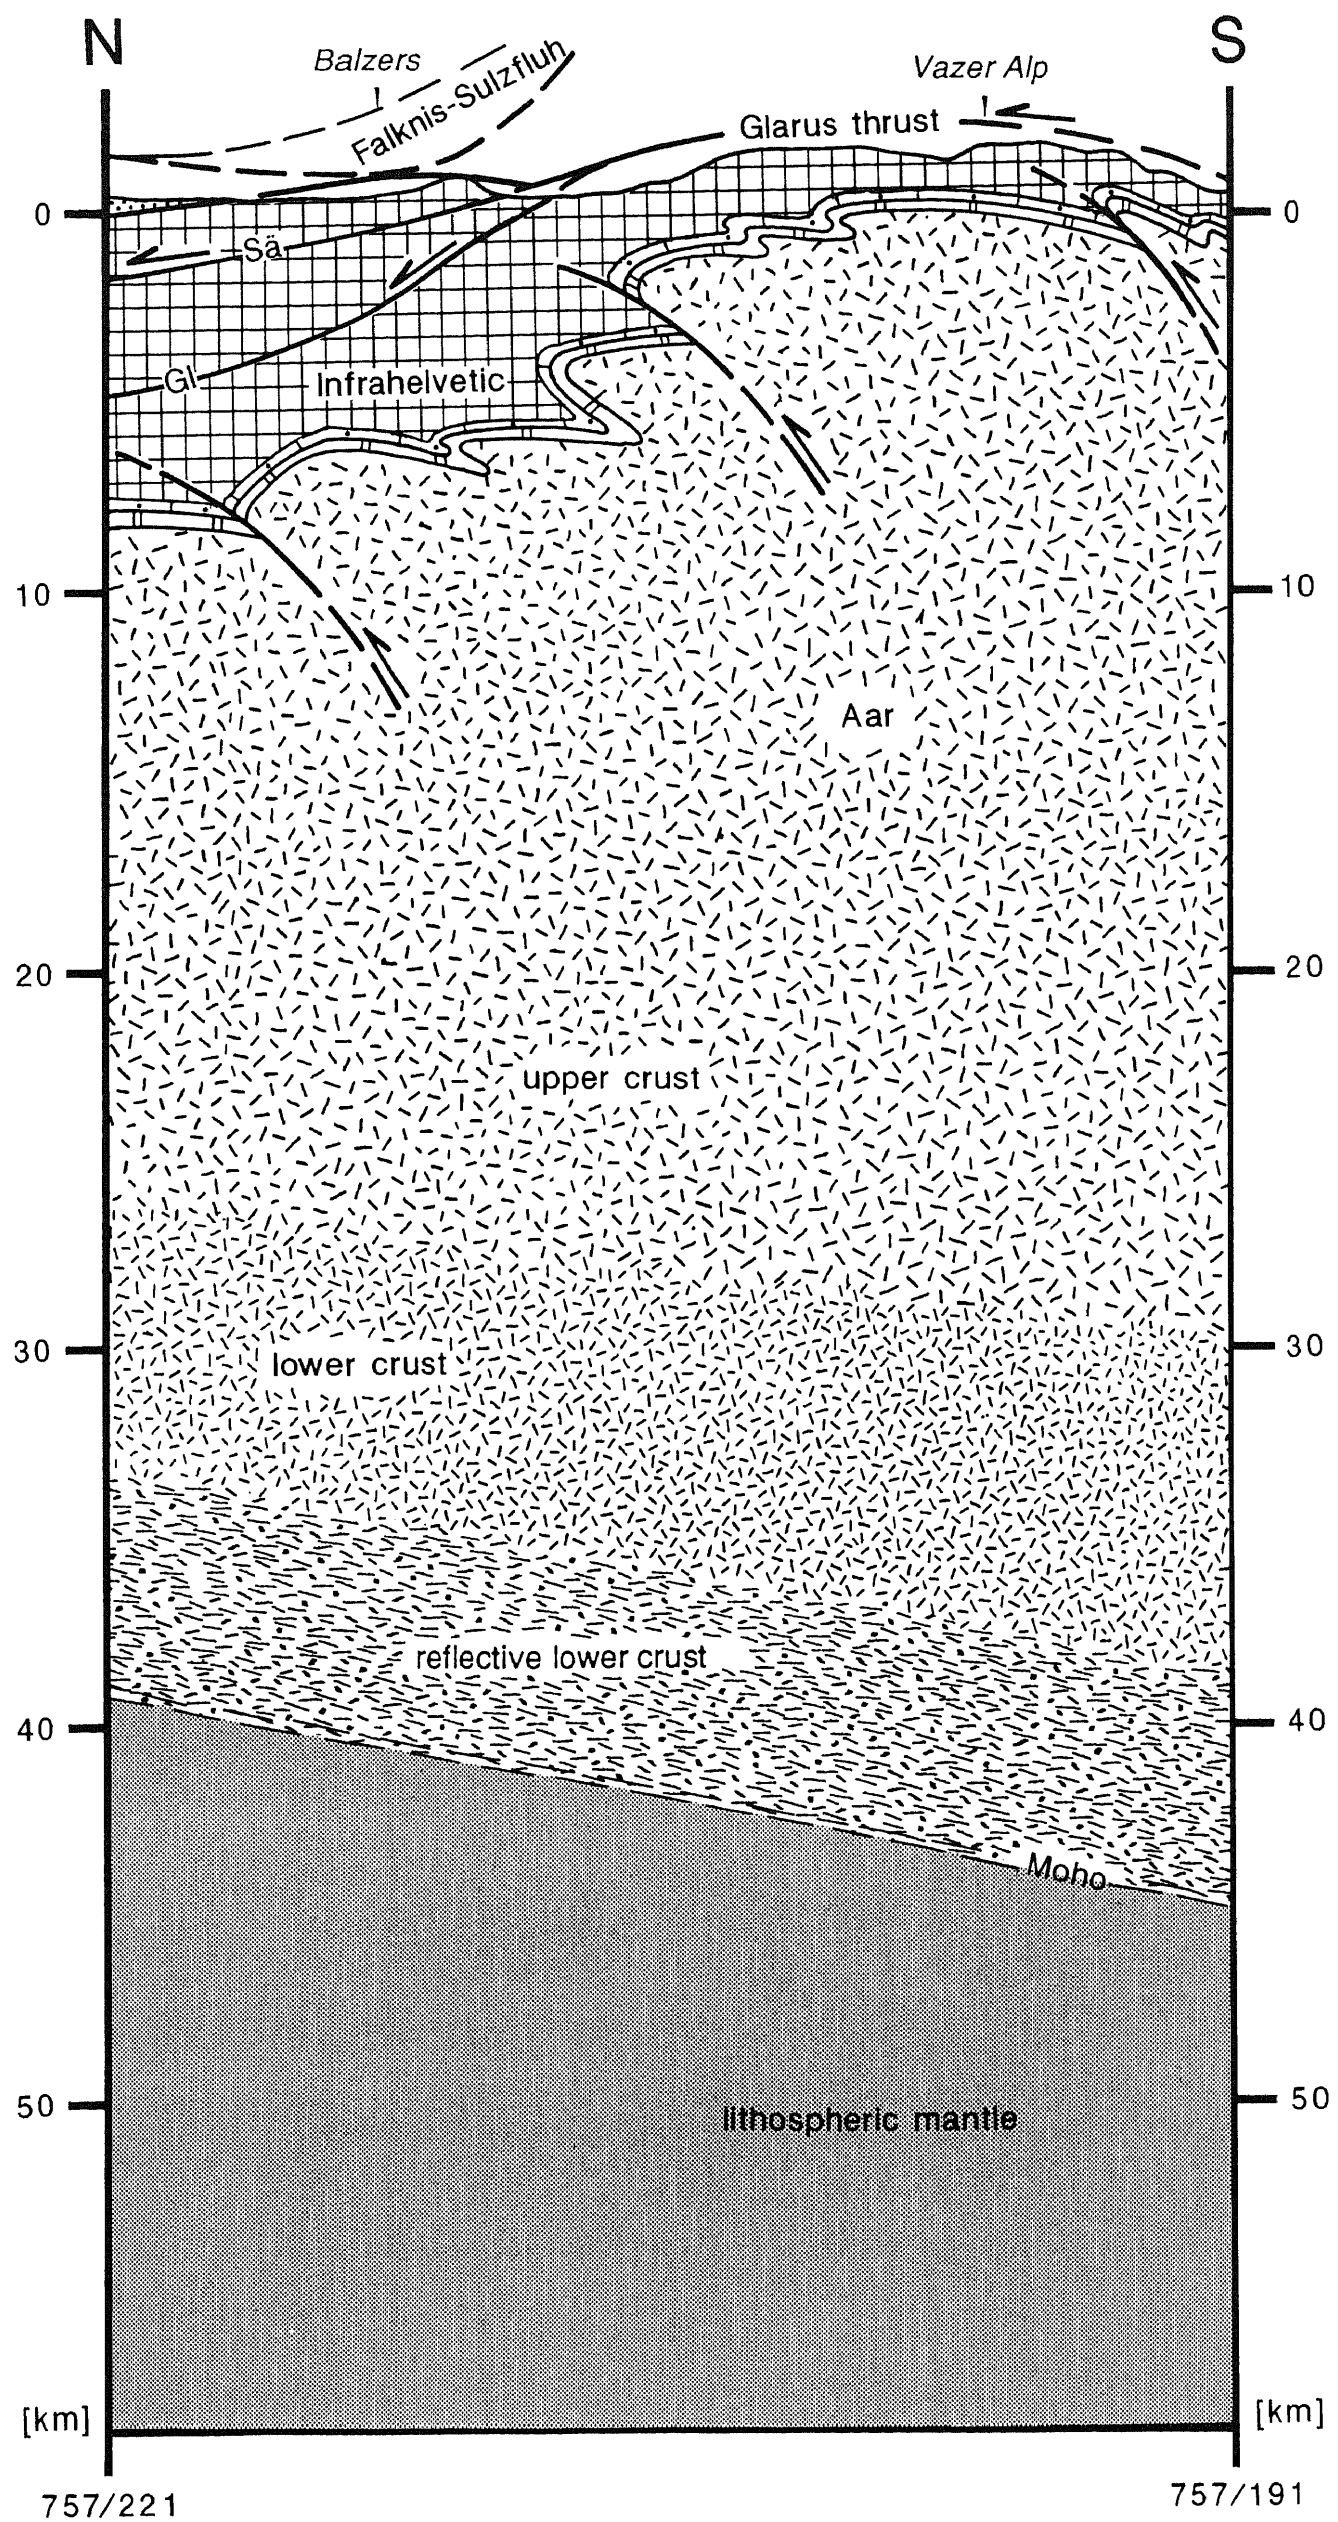 N
S
Balzers
Vazer Alp
Falknis-Sulzfluh
Glarus thrust
0
0
Sä
Gl
Infrahelvetic
10
10
Aar
20
20
upper crust
30
30
lower crust
reflective lower crust
40
40
Moho
50
50
lithospheric mantle
[km]
[km]
757/221
757/191